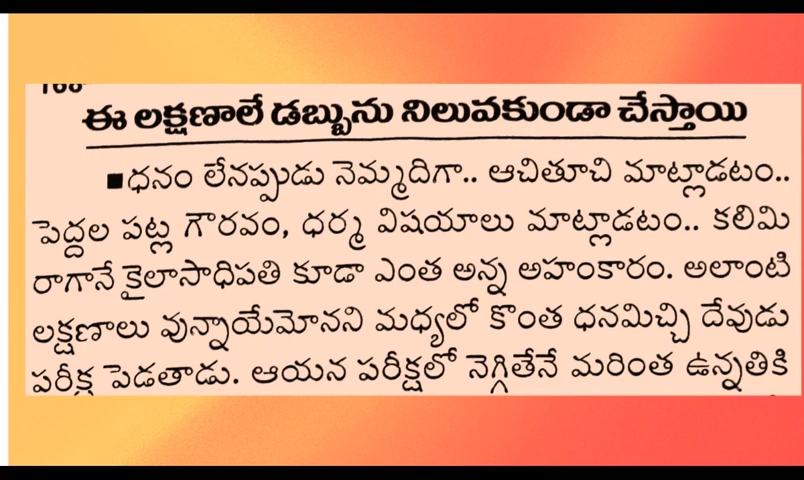 ఈ లక్షణాలే డబ్బును నిలువకుండా చేస్తాయి
■ధనం లేనప్పుడు నెమ్మదిగా.. ఆచితూచి మాట్లాడటం..
పెద్దల పట్ల గౌరవం, ధర్మ విషయాలు మాట్లాడటం.. కలిమి
రాగానే కైలాసాధిపతి కూడా ఎంత అన్న అహంకారం. అలాంటి
లక్షణాలు వున్నాయేమోనని మధ్యలో కొంత ధనమిచ్చి దేవుడు
పరీక్ష పెడతాడు. ఆయన పరీక్షలో నెగ్గితేనే మరింత ఉన్నతికి